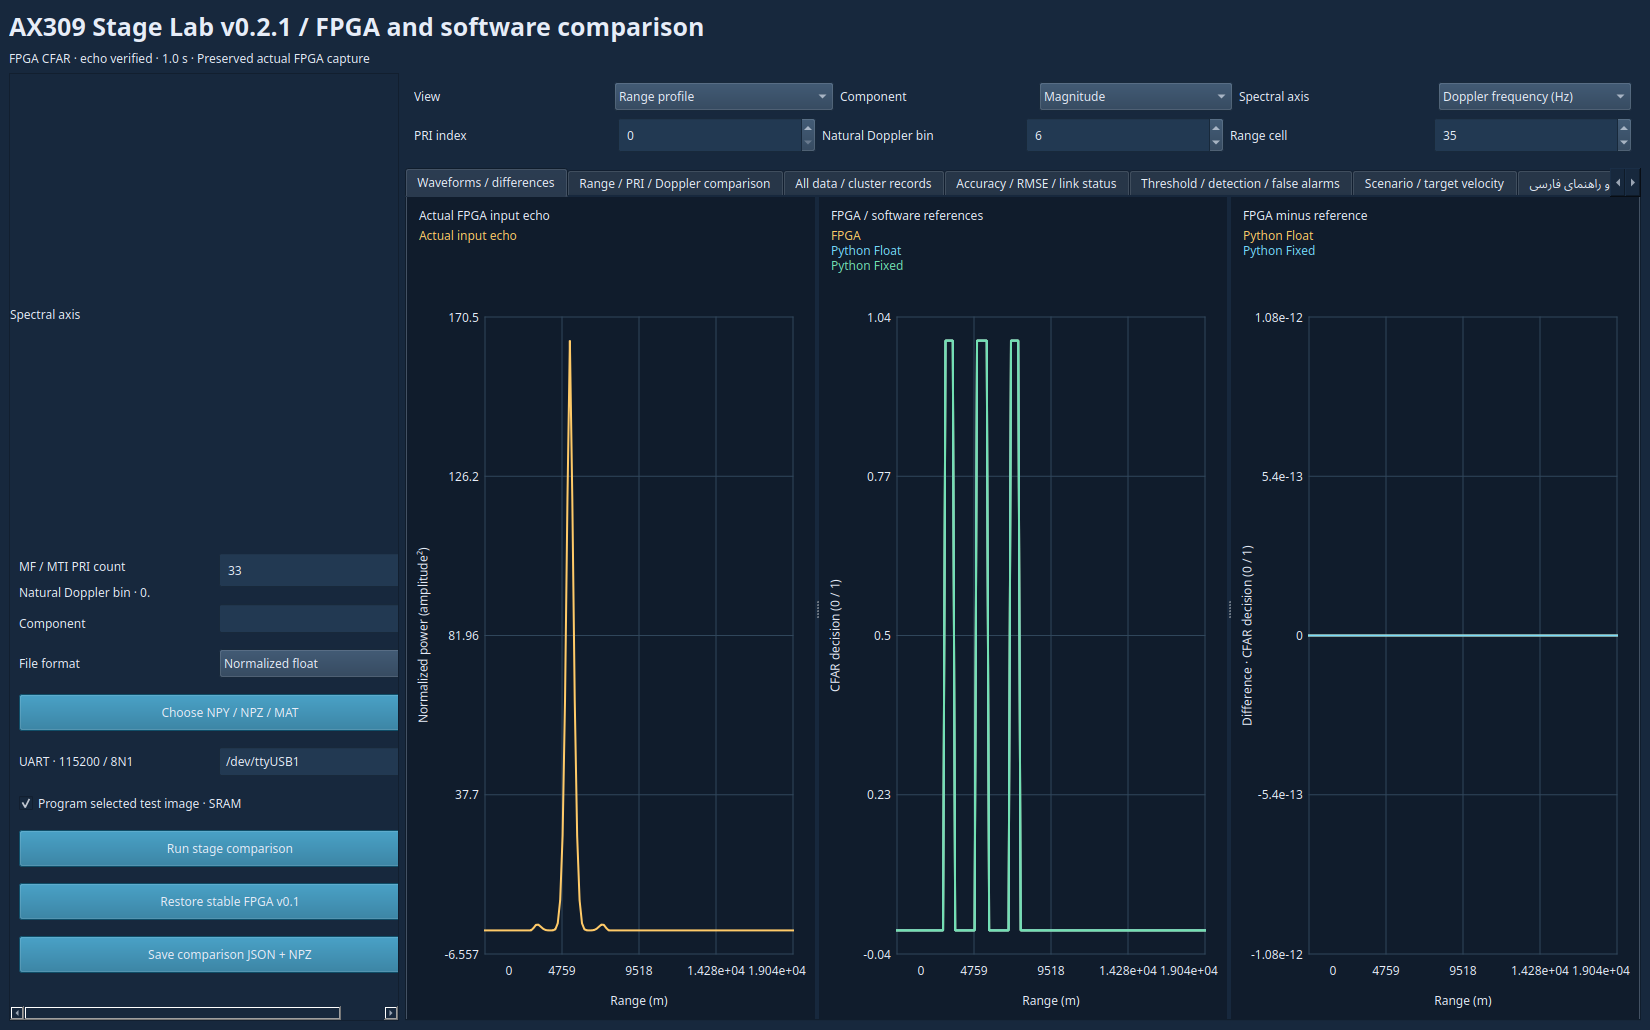 AX309 Stage Lab v0.2.1 / FPGA and software comparison
FPGA CFAR · echo verified · 1.0 s · Preserved actual FPGA capture
View
Range profile
Component
Magnitude
Spectral axis
Doppler frequency (Hz)
PRI index
0
Natural Doppler bin
6
Range cell
35
Waveforms / differences
Range / PRI / Doppler comparison
All data / cluster records
Accuracy / RMSE / link status
Threshold / detection / false alarms
Scenario / target velocity
و راهنمای فارسی
Spectral axis
MF / MTI PRI count
33
Natural Doppler bin · 0.
Component
File format
Normalized float
Choose NPY / NPZ / MAT
UART · 115200 / 8N1
/dev/ttyUSB1
Program selected test image · SRAM
Run stage comparison
Restore stable FPGA v0.1
Save comparison JSON + NPZ
Actual FPGA input echo
Actual input echo
Normalized power (amplitude²)
170.5
126.2
81.96
37.7
-6.557
0
4759
9518
1.428e+04
1.904e+04
Range (m)
FPGA / software references
FPGA
Python Float
Python Fixed
CFAR decision (0 / 1)
1.04
0.77
0.5
0.23
-0.04
0
4759
9518
1.428e+04
1.904e+04
Range (m)
FPGA minus reference
Python Float
Python Fixed
Difference · CFAR decision (0 / 1)
1.08e-12
5.4e-13
0
-5.4e-13
-1.08e-12
0
4759
9518
1.428e+04
1.904e+04
Range (m)